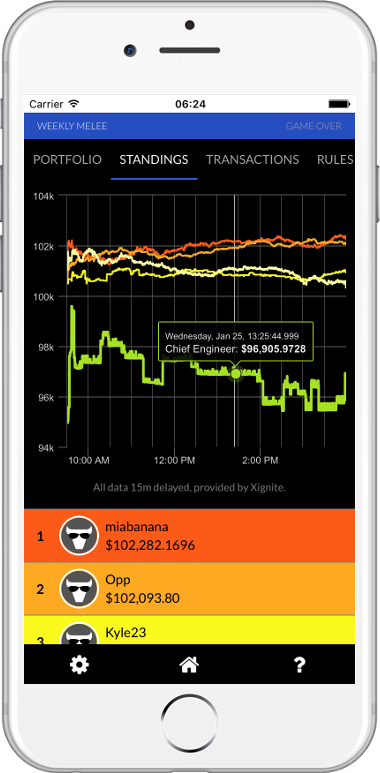 Carrier 06:24
WEEKLY MELEE GAME OVER
PORTFOLIO STANDINGS TRANSACTIONS RULES
104k
102k
100k
98k
96k
94k
Wednesday, Jan 25, 13:25:44.999
Chief Engineer: $96,905.9728
10:00 AM 12:00 PM 2:00 PM
All data 15m delayed, provided by Xignite.
1 miabanana
$102,282.1696
2 Opp
$102,093.80
3 Kyle23
?